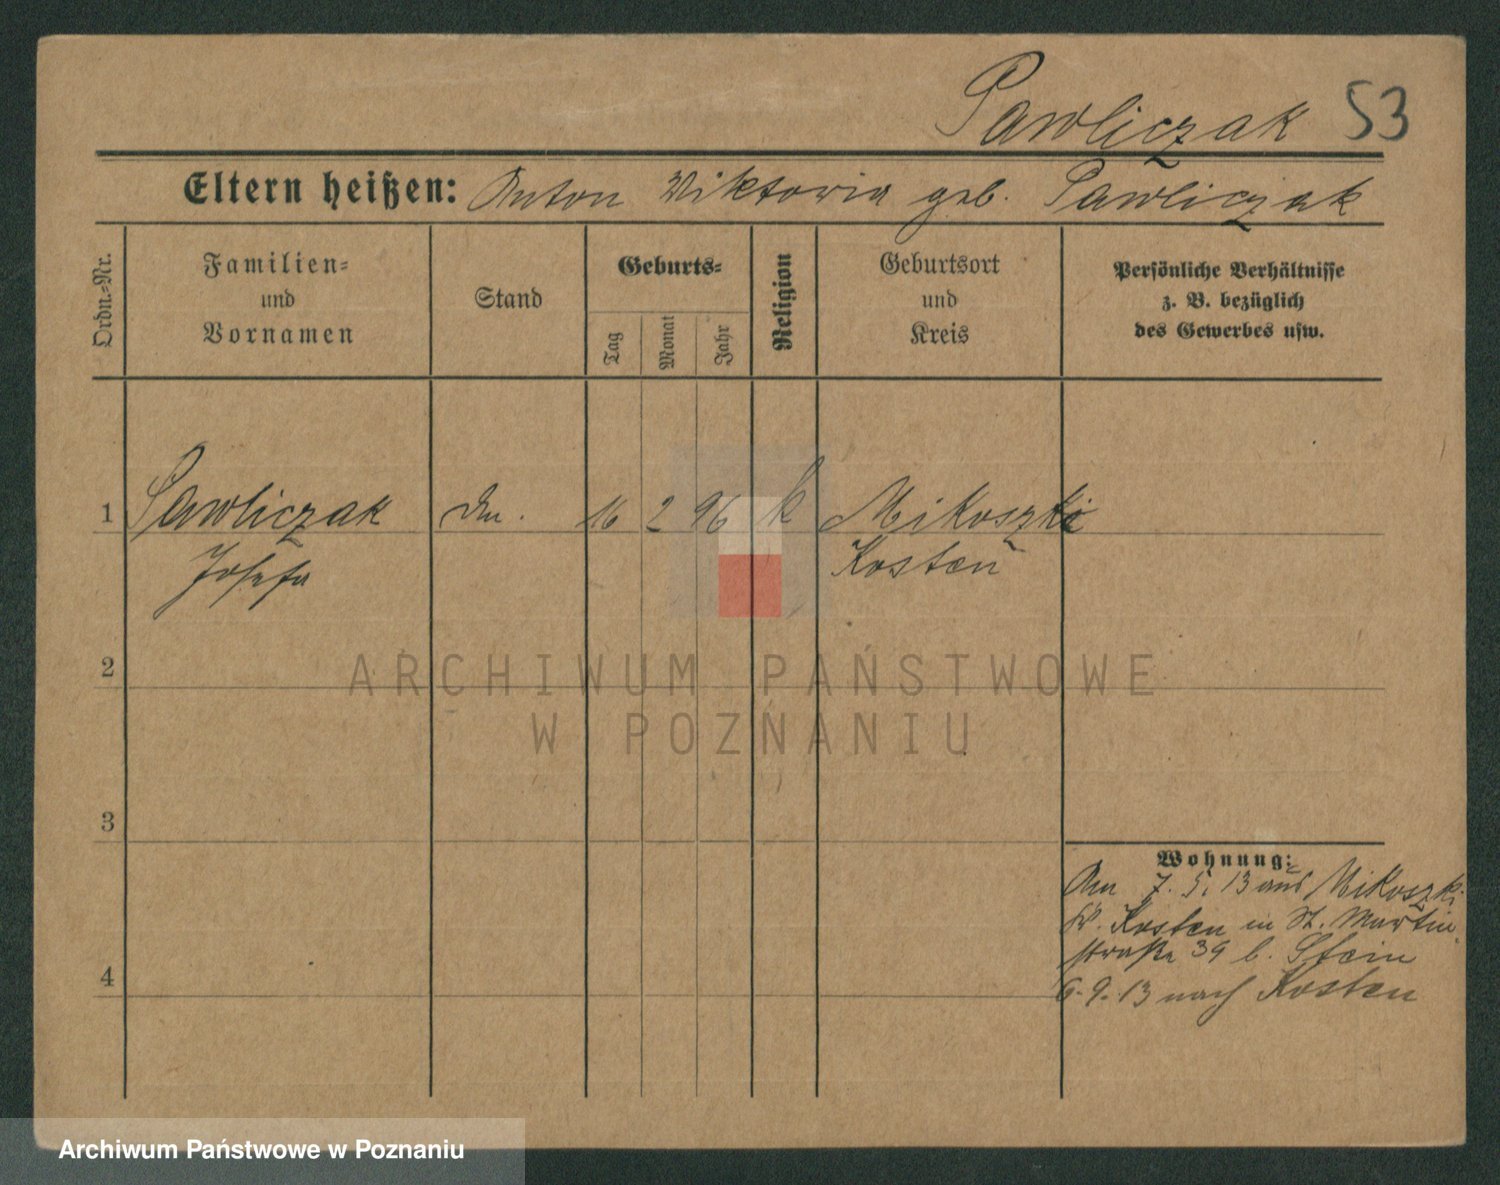 Pawliczak 53
Eltern heißen: Anton Viktoria geb. Pawliczak
Ordn.-Nr.
Familien-
und
Vornamen
Stand
Geburts-
Tag
Monat
Jahr
Religion
Geburtsort
und
Kreis
Persönliche Verhältnisse
z. B. bezüglich
des Gewerbes usw.
1 Pawliczak 16 2 96 k Mikoszki
Josefa Kosten
2
ARCHIWUM PAŃSTWOWE
W POZNANIU
3
Wohnung:
Am 7. 5. 13 aus Mikoszki
Kr. Kosten in St. Martin
straße 39 b. Stein
4
6. 9. 13 nach Kosten
Archiwum Państwowe w Poznaniu